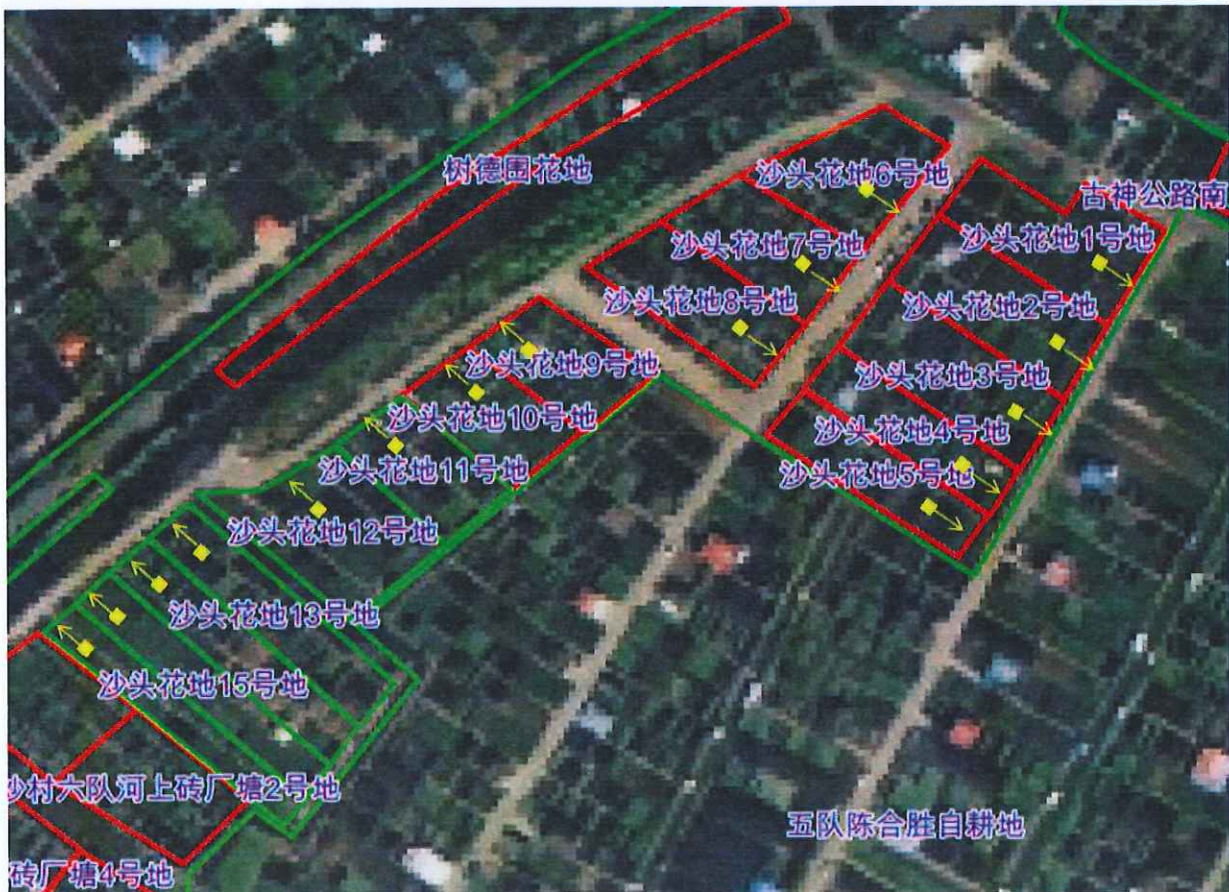 树德围花地
沙头花地6号地
古神公路南
沙头花地7号地
沙头花地1号地
沙头花地8号地
沙头花地2号地
沙头花地9号地
沙头花地3号地
沙头花地10号地
沙头花地4号地
沙头花地11号地
沙头花地5号地
沙头花地12号地
沙头花地13号地
沙头花地15号地
沙村六队河上砖厂塘2号地
五队陈合胜自耕地
砖厂塘4号地